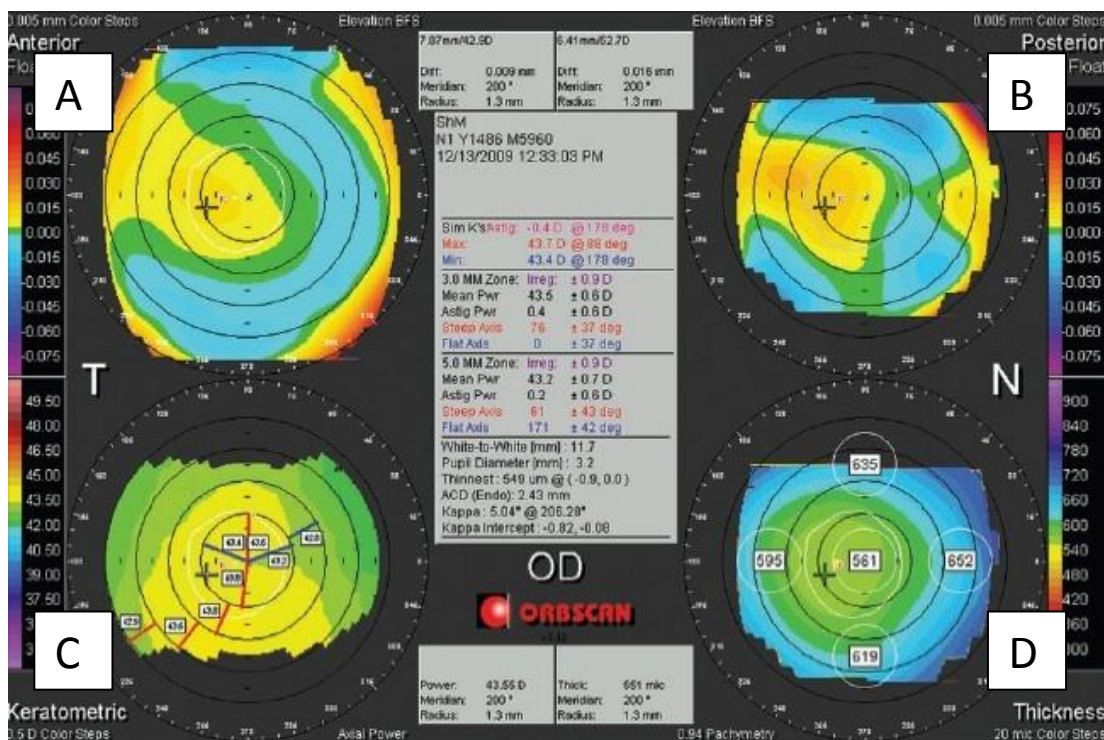 0.005 mm Color Steps
Elevation BFS
Elevation BFS
0.005 mm Color Steps
Anterior
Float
Posterior
Float
A
B
7.87mm/42.9D
Diff: 0.009 mm
Meridian: 200 °
Radius: 1.3 mm
6.41mm/52.7D
Diff: 0.016 mm
Meridian: 200 °
Radius: 1.3 mm
0.060
0.045
0.030
0.015
0.000
-0.015
-0.030
-0.045
-0.060
-0.075
0.075
0.060
0.045
0.030
0.015
0.000
-0.015
-0.030
-0.045
-0.060
-0.075
ShM
N1 Y1486 M5960
12/13/2009 12:33:03 PM
Sim K's: Astig: -0.4 D @ 178 deg
Max: 43.7 D @ 88 deg
Min: 43.4 D @ 178 deg
3.0 MM Zone: Irreg: ± 0.9 D
Mean Pwr 43.5 ± 0.6 D
Astig Pwr 0.4 ± 0.6 D
Steep Axis 76 ± 37 deg
Flat Axis 0 ± 37 deg
5.0 MM Zone: Irreg: ± 0.9 D
Mean Pwr 43.2 ± 0.7 D
Astig Pwr 0.2 ± 0.6 D
Steep Axis 61 ± 43 deg
Flat Axis 171 ± 42 deg
White-to-White [mm] : 11.7
Pupil Diameter [mm] : 3.2
Thinnest : 549 um @ ( -0.9, 0.0 )
ACD (Endo): 2.43 mm
Kappa : 5.04° @ 206.28°
Kappa Intercept : -0.82, -0.08
T
N
49.50
48.00
46.50
45.00
43.50
42.00
40.50
39.00
37.50
900
840
780
720
660
600
540
480
420
635
595
561
652
619
OD
ORBSCAN
C
D
Power: 43.55 D
Meridian: 200 °
Radius: 1.3 mm
Thick: 551 mic
Meridian: 200 °
Radius: 1.3 mm
Keratometric
0.5 D Color Steps
Axial Power
0.94 Pachymetry
Thickness
20 mic Color Steps